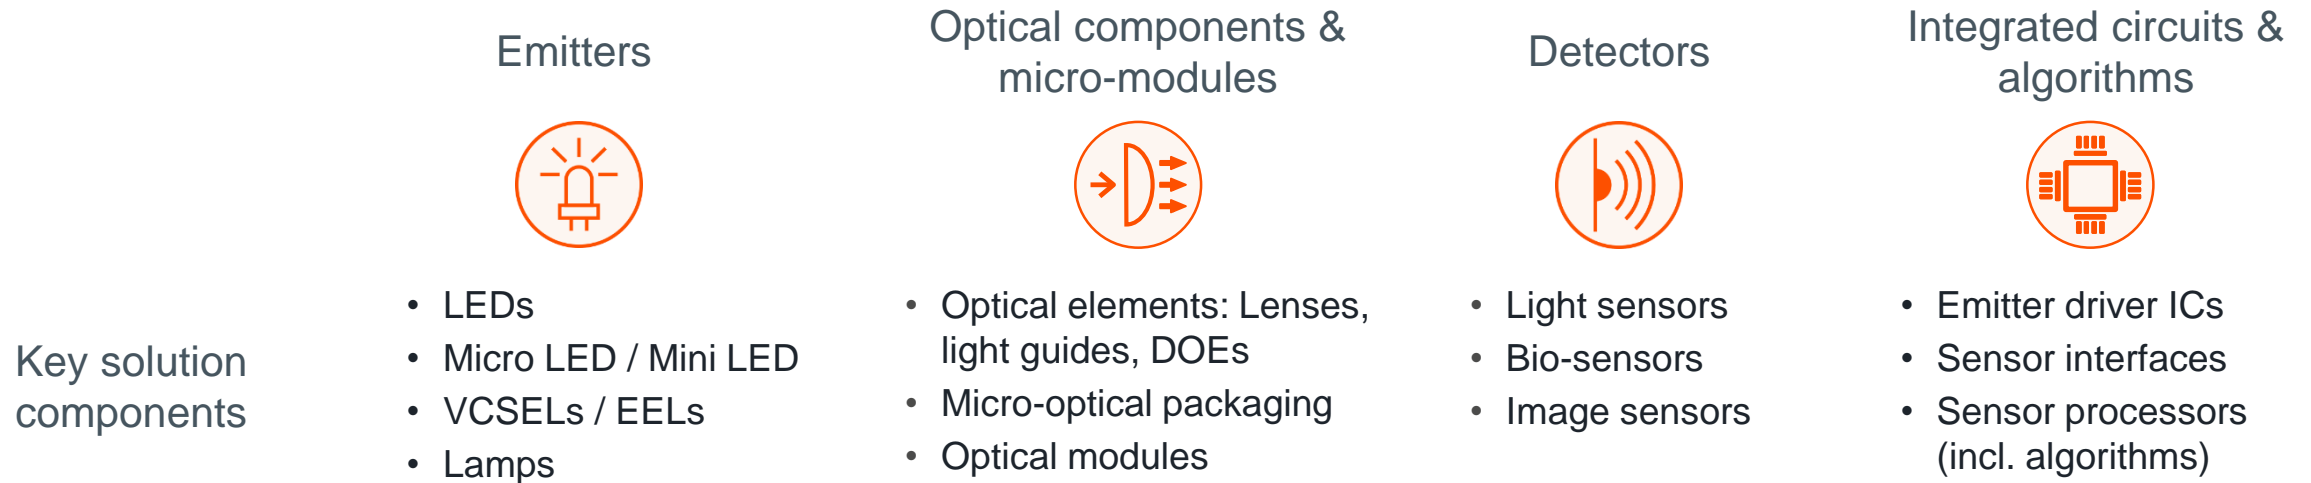 Emitters
Optical components &
micro-modules
Detectors
Integrated circuits &
algorithms
Key solution
components
• LEDs
• Micro LED / Mini LED
• VCSELs / EELs
• Lamps
• Optical elements: Lenses,
light guides, DOEs
• Micro-optical packaging
• Optical modules
• Light sensors
• Bio-sensors
• Image sensors
• Emitter driver ICs
• Sensor interfaces
• Sensor processors
(incl. algorithms)